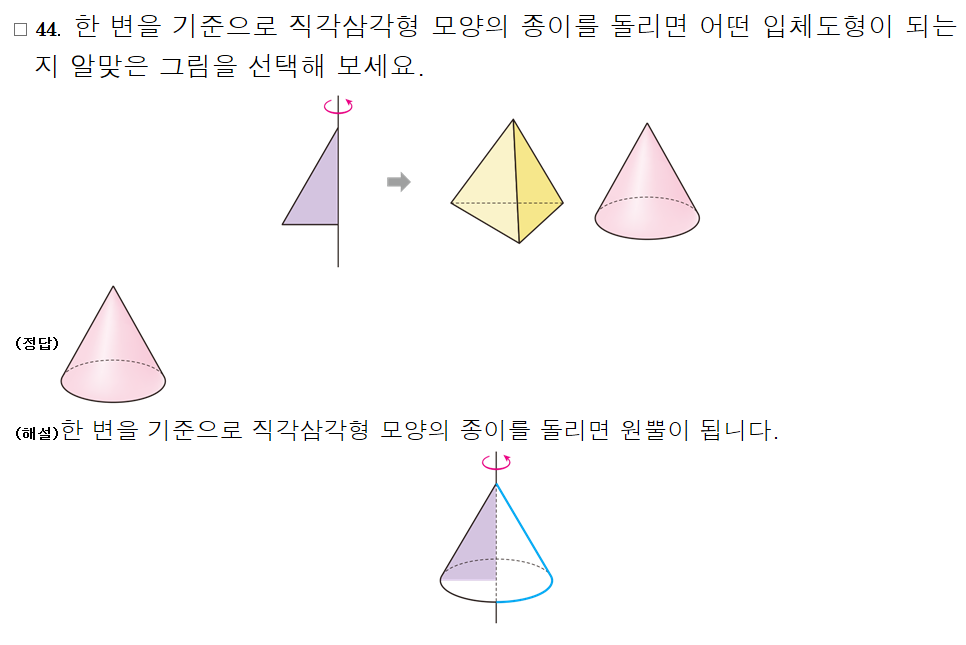 □ 44. 한 변을 기준으로 직각삼각형 모양의 종이를 돌리면 어떤 입체도형이 되는
지 알맞은 그림을 선택해 보세요.
(정답)
(해설)한 변을 기준으로 직각삼각형 모양의 종이를 돌리면 원뿔이 됩니다.